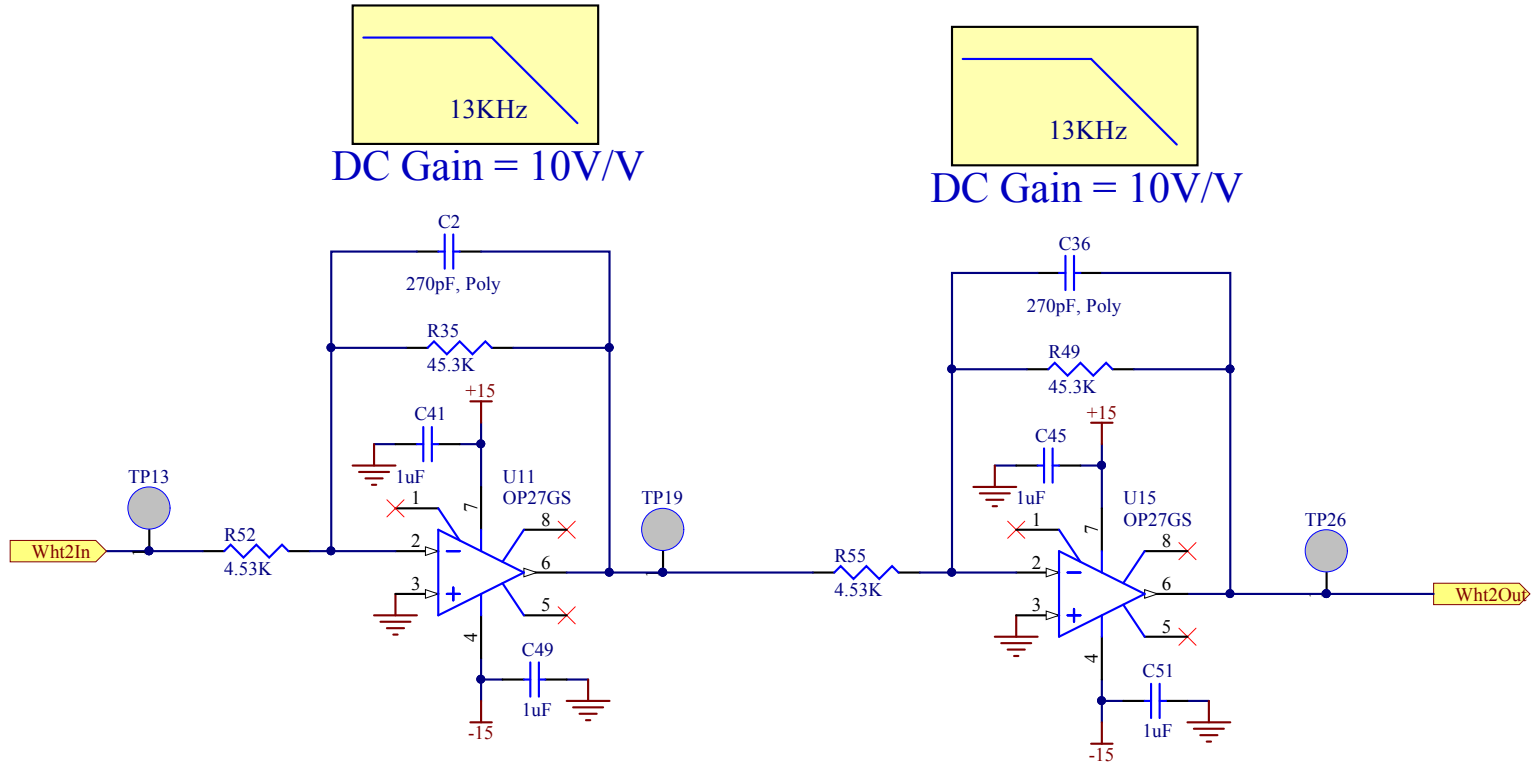 13KHz
DC Gain = 10V/V
13KHz
DC Gain = 10V/V
C2
270pF, Poly
R35
45.3K
+15
C41
1uF
U11
OP27GS
1
7
8
2
6
3
5
4
TP13
Wht2In
R52
4.53K
TP19
C49
1uF
-15
C36
270pF, Poly
R49
45.3K
+15
C45
1uF
U15
OP27GS
1
7
8
2
6
3
5
4
R55
4.53K
TP26
Wht2Out
C51
1uF
-15